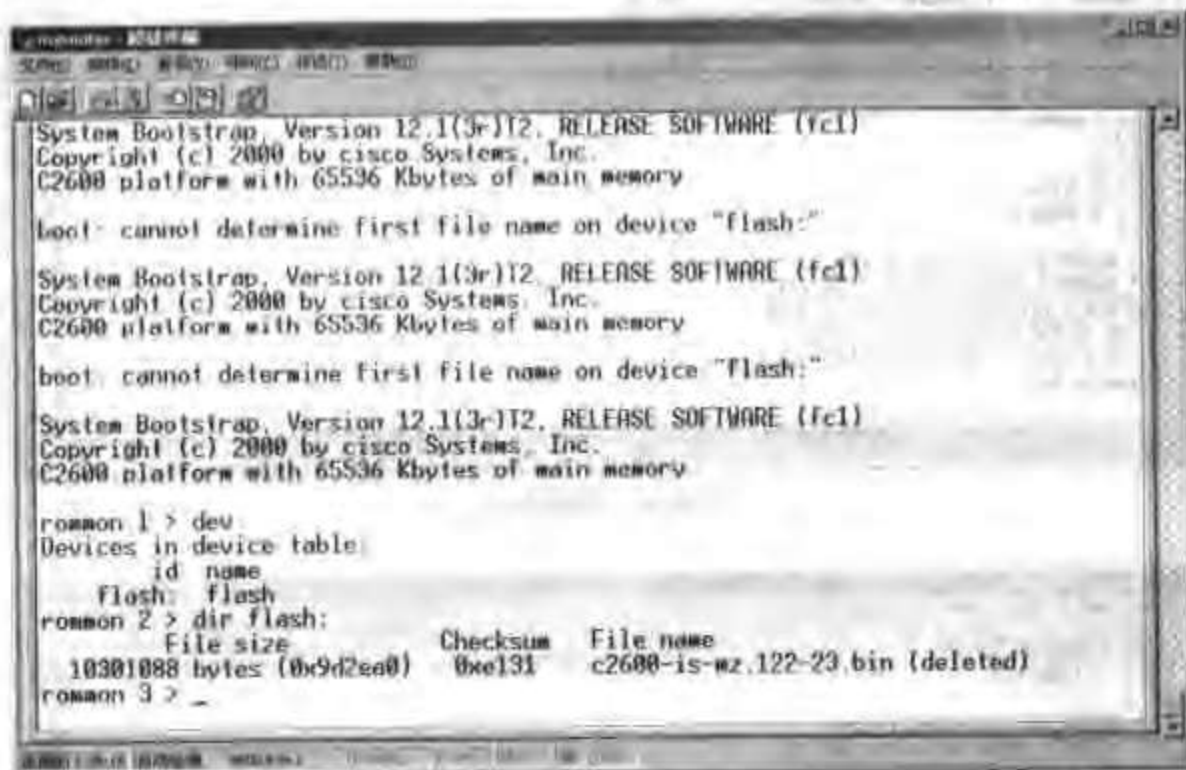 System Bootstrap, Version 12.1(3r)T2, RELEASE SOFTWARE (fc1)
Copyright (c) 2000 by cisco Systems, Inc.
C2600 platform with 65536 Kbytes of main memory
boot: cannot determine first file name on device "flash:"
System Bootstrap, Version 12.1(3r)T2, RELEASE SOFTWARE (fc1)
Copyright (c) 2000 by cisco Systems, Inc.
C2600 platform with 65536 Kbytes of main memory
boot: cannot determine first file name on device "flash:"
System Bootstrap, Version 12.1(3r)T2, RELEASE SOFTWARE (fc1)
Copyright (c) 2000 by cisco Systems, Inc.
C2600 platform with 65536 Kbytes of main memory
rommon 1 > dev
Devices in device table:
id name
flash: flash
rommon 2 > dir flash:
File size Checksum File name
10301088 bytes (0x9d2ea0) 0xe131 c2600-is-mz.122-23.bin (deleted)
rommon 3 > _